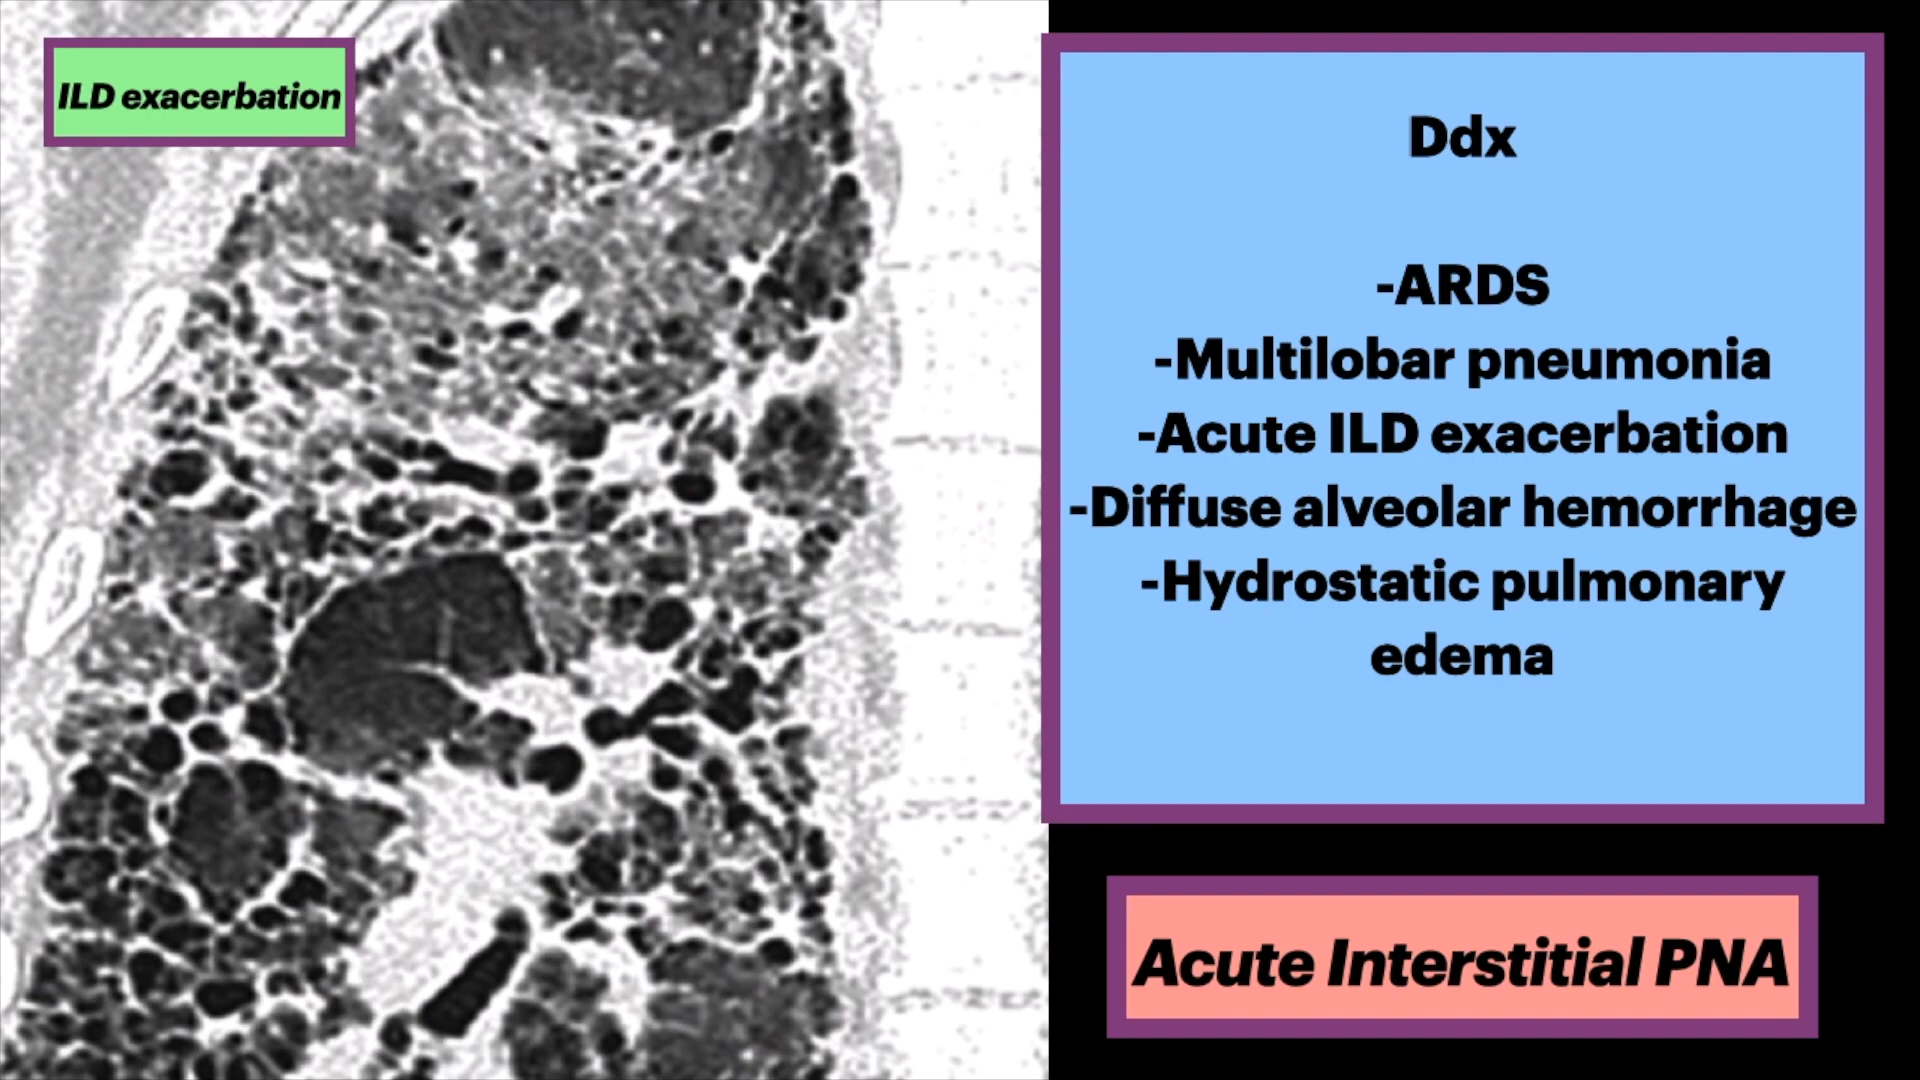 ILD exacerbation
Ddx
-ARDS
-Multilobar pneumonia
-Acute ILD exacerbation
-Diffuse alveolar hemorrhage
-Hydrostatic pulmonary
edema
Acute Interstitial PNA